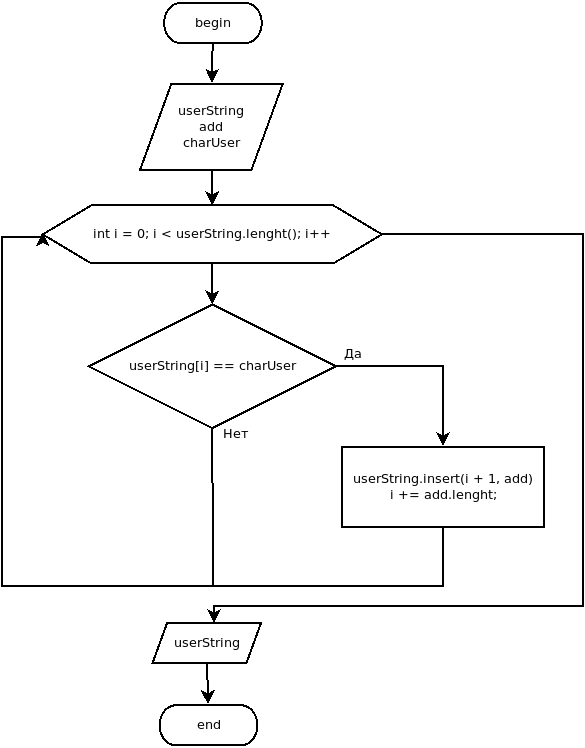 begin
userString
add
charUser
int i = 0; i < userString.lenght(); i++
userString[i] == charUser
Да
Нет
userString.insert(i + 1, add)
i += add.lenght;
userString
end